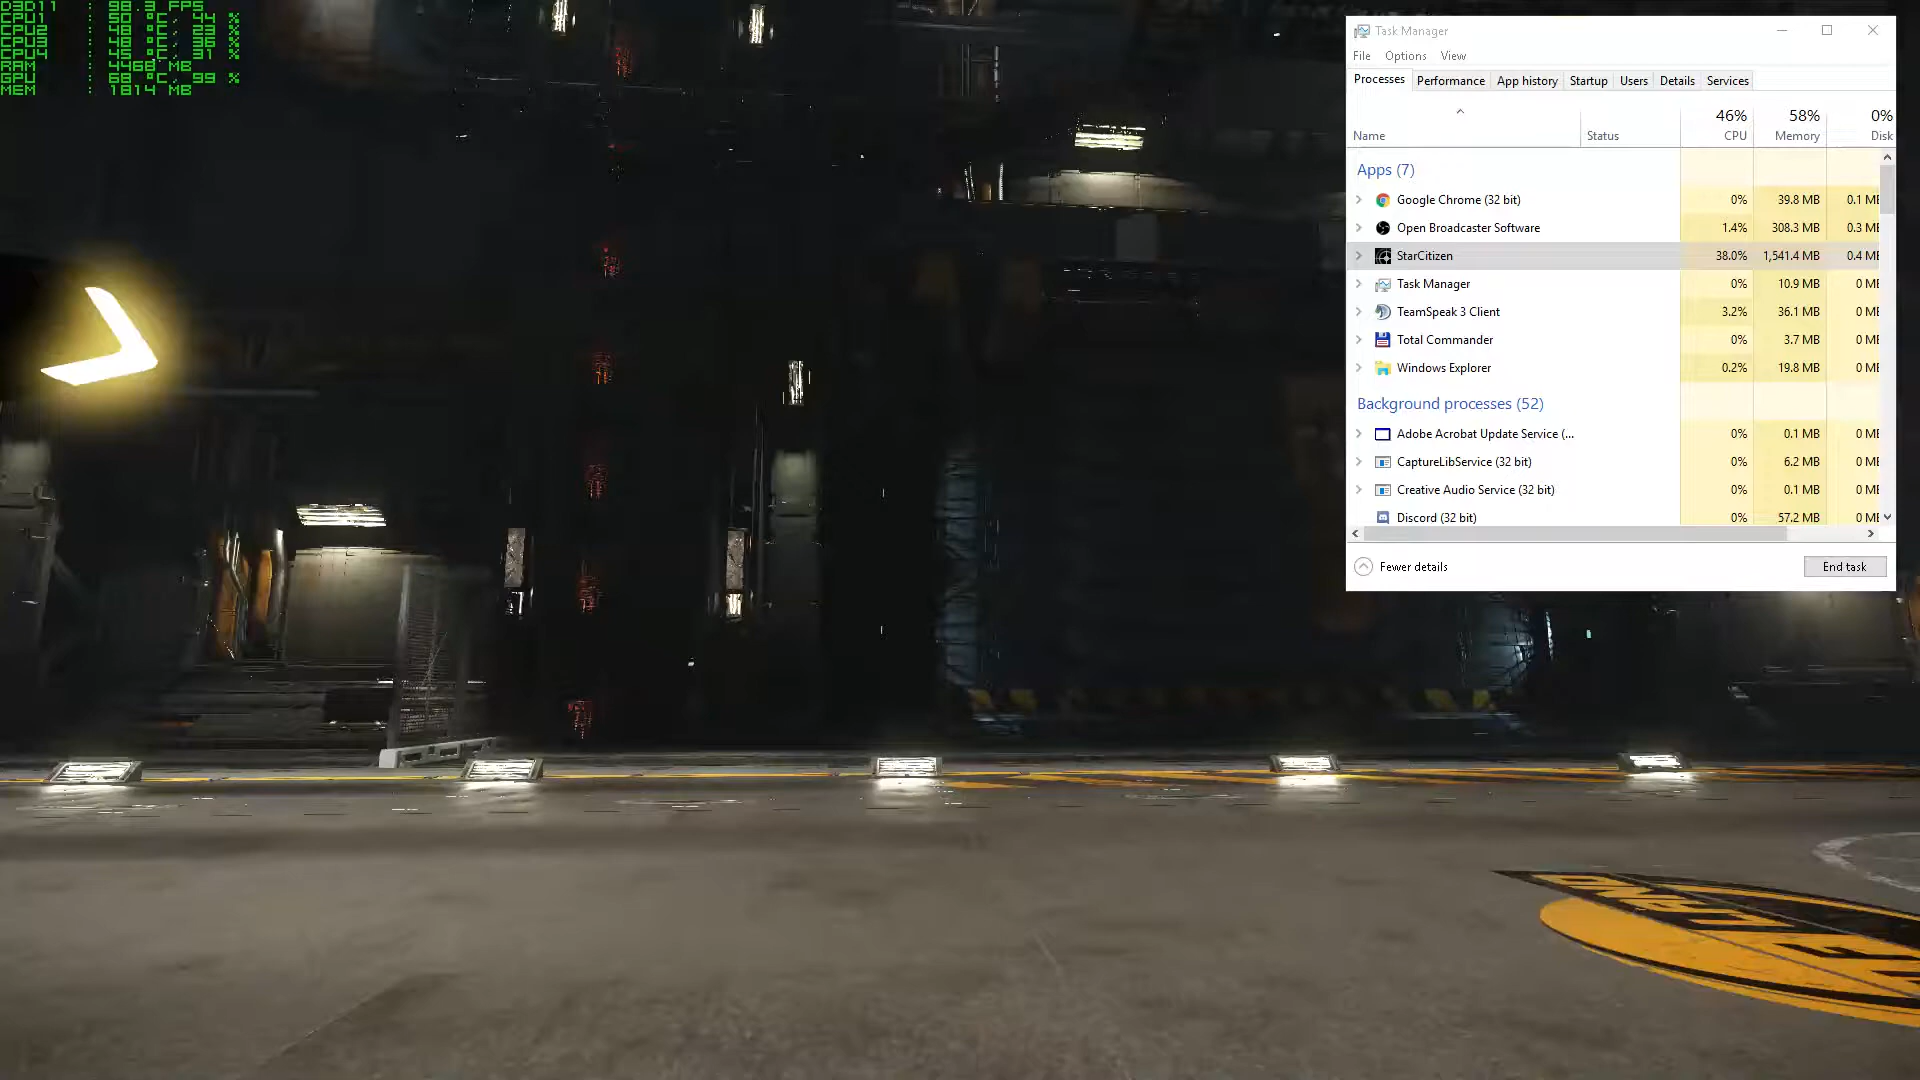 D3D11 : 98.3 FPS
CPU1 : 50 °C, 44 %
CPU2 : 48 °C, 23 %
CPU3 : 48 °C, 36 %
CPU4 : 45 °C, 31 %
RAM : 4468 MB
GPU : 68 °C, 99 %
MEM : 1814 MB
Task Manager
File Options View
Processes Performance App history Startup Users Details Services
46% 58% 0%
Name Status CPU Memory Disk
Apps (7)
Google Chrome (32 bit) 0% 39.8 MB 0.1 MB
Open Broadcaster Software 1.4% 308.3 MB 0.3 MB
StarCitizen 38.0% 1,541.4 MB 0.4 MB
Task Manager 0% 10.9 MB 0 MB
TeamSpeak 3 Client 3.2% 36.1 MB 0 MB
Total Commander 0% 3.7 MB 0 MB
Windows Explorer 0.2% 19.8 MB 0 MB
Background processes (52)
Adobe Acrobat Update Service (... 0% 0.1 MB 0 MB
CaptureLibService (32 bit) 0% 6.2 MB 0 MB
Creative Audio Service (32 bit) 0% 0.1 MB 0 MB
Discord (32 bit) 0% 57.2 MB 0 MB
Fewer details End task